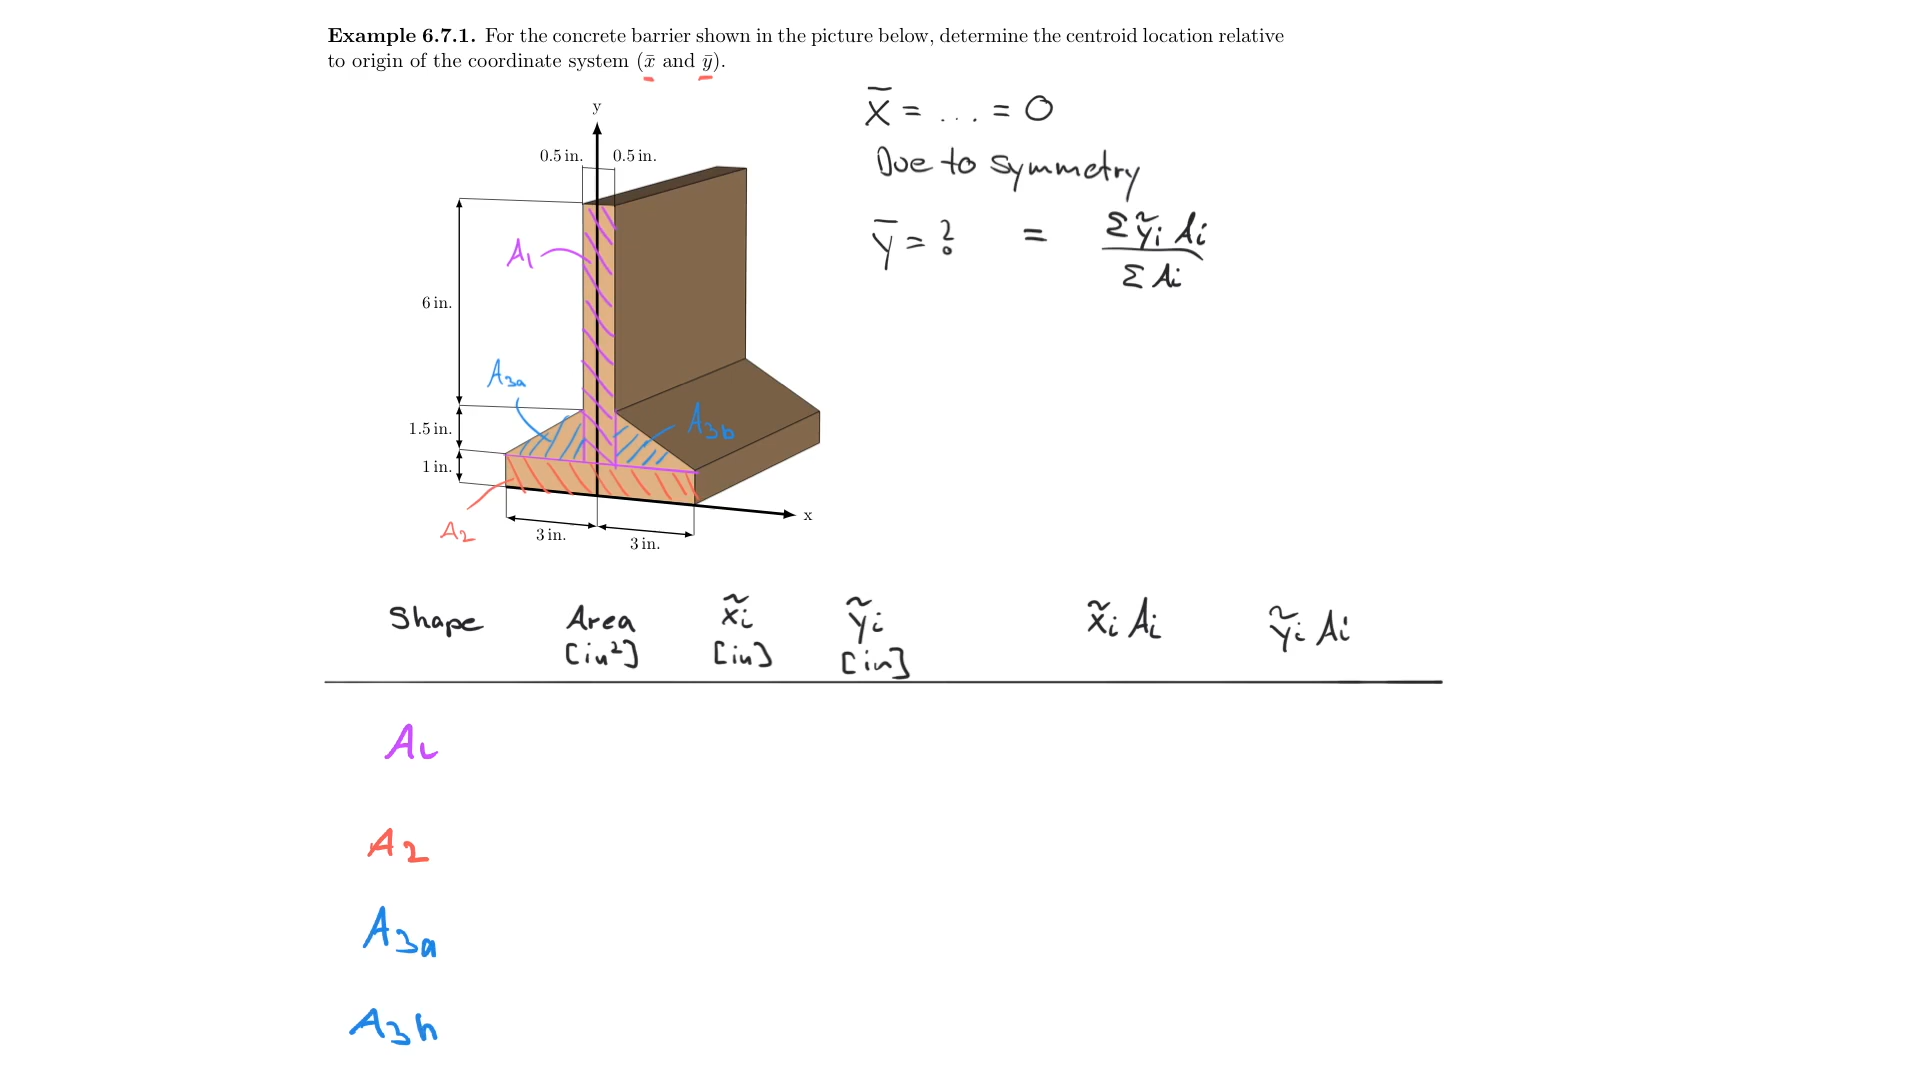 Example 6.7.1. For the concrete barrier shown in the picture below, determine the centroid location relative
to origin of the coordinate system (x̄ and ȳ).
x̄ = ... = 0
Due to symmetry
ȳ = ? = Σ ỹi Ai / Σ Ai
y
0.5 in. 0.5 in.
A1
6 in.
A3a
1.5 in.
A3b
1 in.
x
A2
3 in.
3 in.
Shape Area [in²] x̃i [in] ỹi [in] x̃i Ai ỹi Ai
A1
A2
A3a
A3b